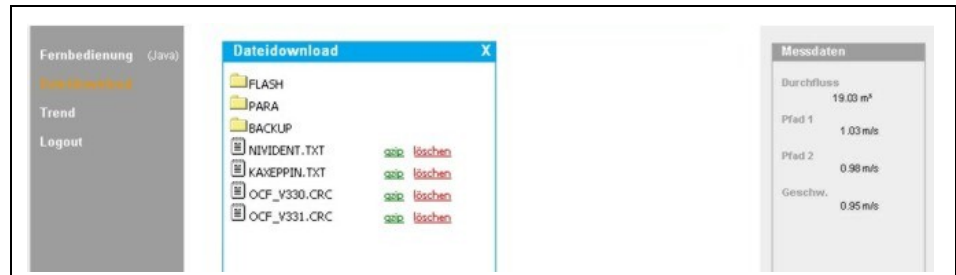 Fernbedienung (Java)
Dateidownload
Trend
Logout
Dateidownload X
FLASH
PARA
BACKUP
NIVIDENT.TXT gzip löschen
KAXEPPIN.TXT gzip löschen
OCF_V330.CRC gzip löschen
OCF_V331.CRC gzip löschen
Messdaten
Durchfluss
19.03 m³
Pfad 1
1.03 m/s
Pfad 2
0.98 m/s
Geschw.
0.95 m/s